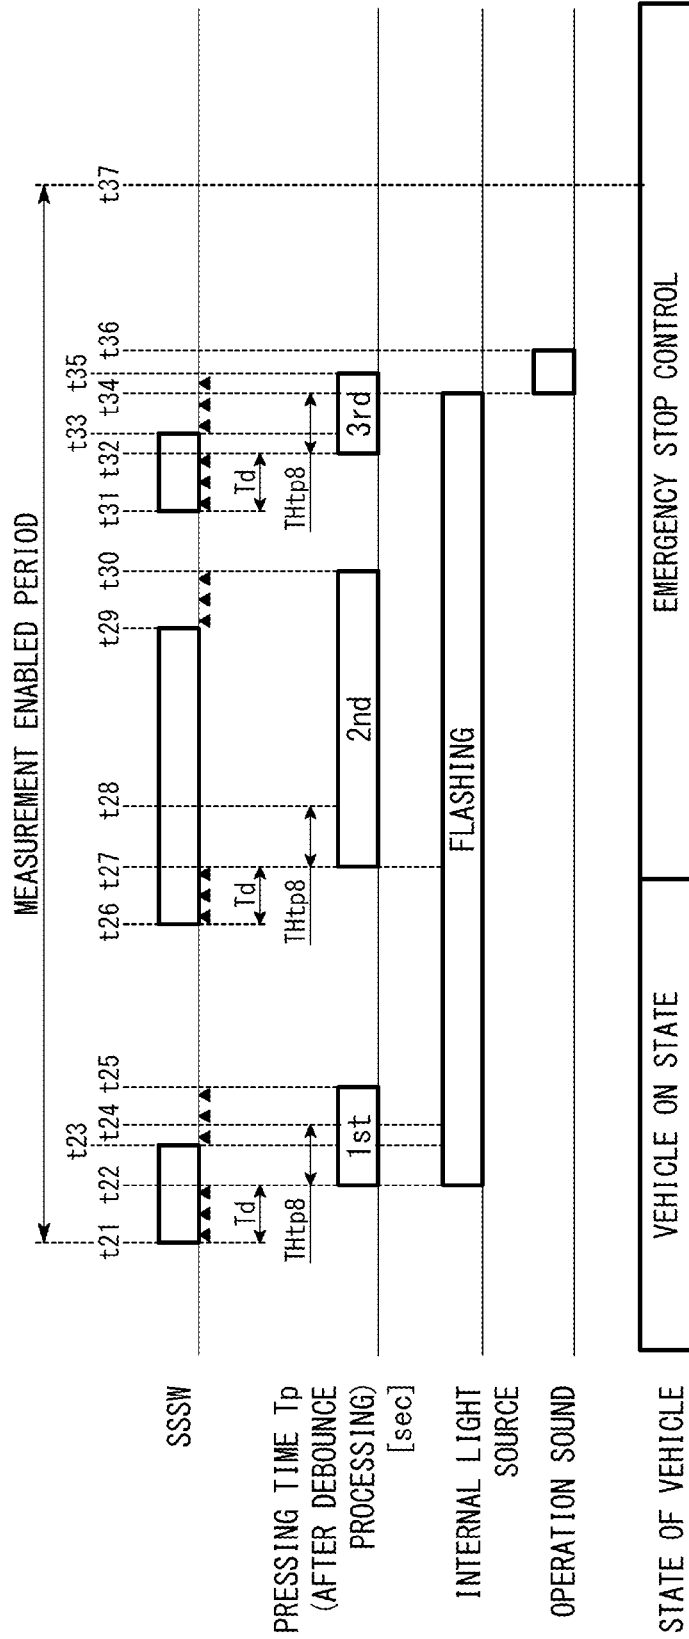 MEASUREMENT ENABLED PERIOD
t21
t22
t23
t24
t25
t26
t27
t28
t29
t30
t31
t32
t33
t34
t35
t36
t37
SSSW
Td
Td
Td
THtp8
THtp8
THtp8
PRESSING TIME Tp
(AFTER DEBOUNCE
PROCESSING)
[sec]
1st
2nd
3rd
INTERNAL LIGHT
SOURCE
FLASHING
OPERATION SOUND
STATE OF VEHICLE
VEHICLE ON STATE
EMERGENCY STOP CONTROL